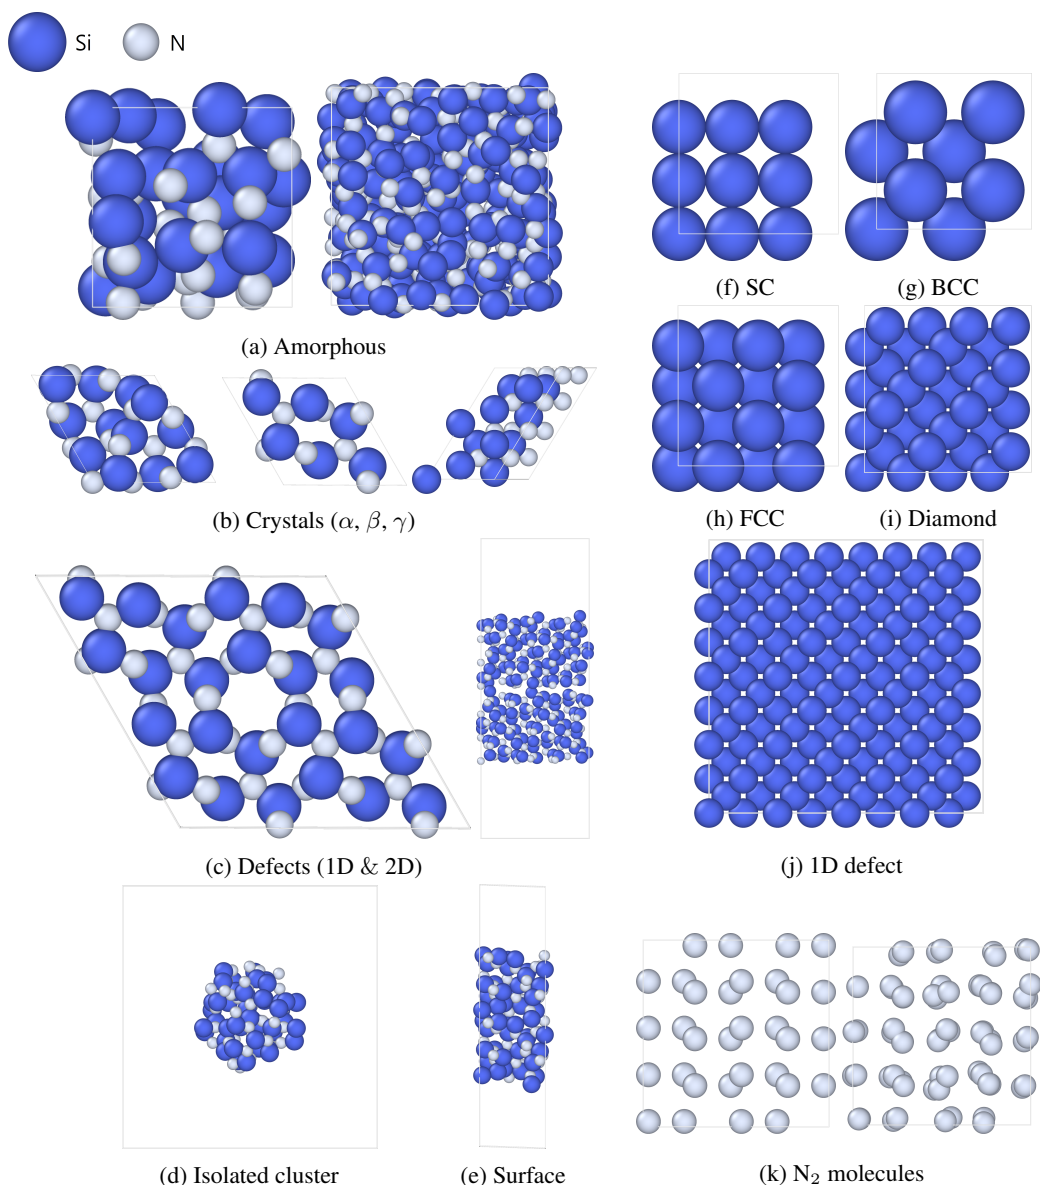 Si N
(a) Amorphous
(f) SC
(g) BCC
(b) Crystals (α, β, γ)
(h) FCC
(i) Diamond
(c) Defects (1D & 2D)
(j) 1D defect
(d) Isolated cluster
(e) Surface
(k) N₂ molecules